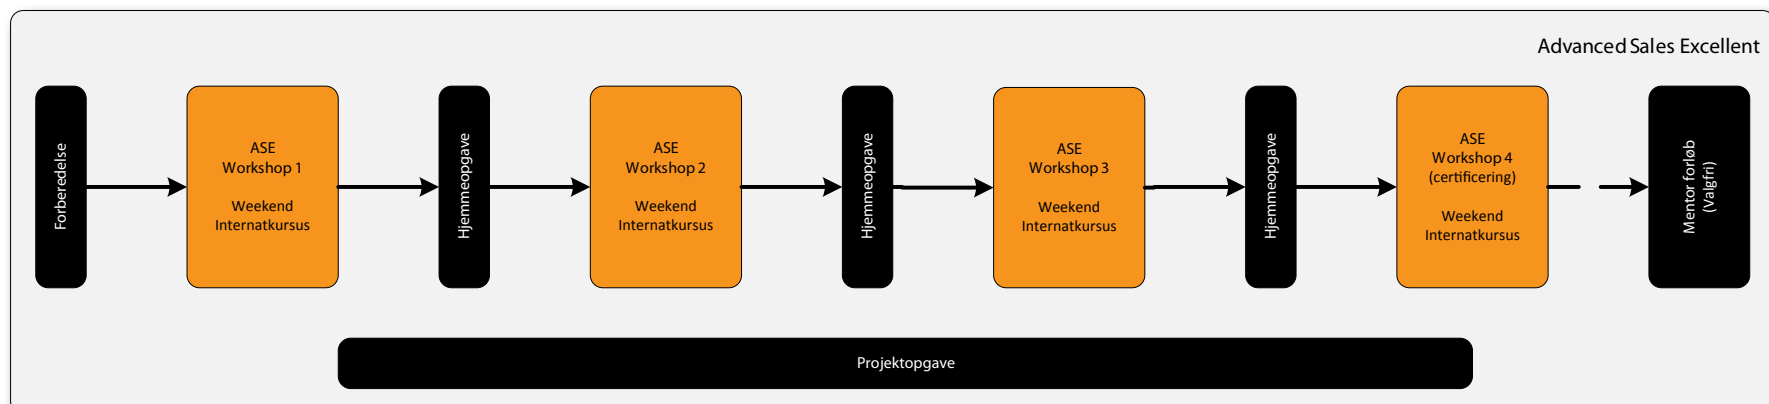 Advanced Sales Excellent
Forberedelse
ASE
Workshop 1
Weekend
Internatkursus
Hjemmeopgave
ASE
Workshop 2
Weekend
Internatkursus
Hjemmeopgave
ASE
Workshop 3
Weekend
Internatkursus
Hjemmeopgave
ASE
Workshop 4
(certificering)
Weekend
Internatkursus
Mentor forløb
(Valgfri)
Projektopgave